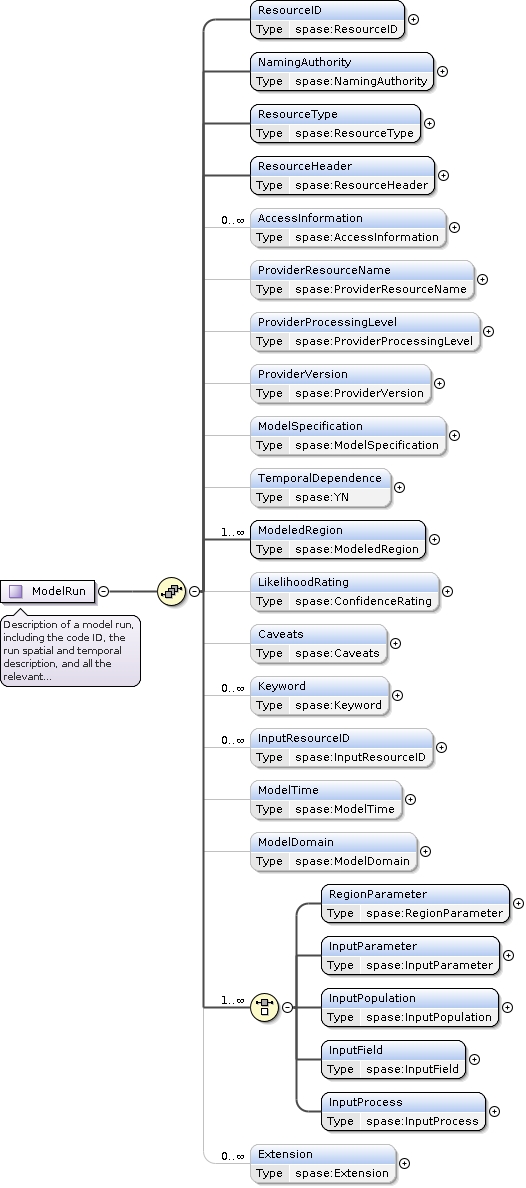 ResourceID
Type spase:ResourceID
NamingAuthority
Type spase:NamingAuthority
ResourceType
Type spase:ResourceType
ResourceHeader
Type spase:ResourceHeader
0..∞
AccessInformation
Type spase:AccessInformation
ProviderResourceName
Type spase:ProviderResourceName
ProviderProcessingLevel
Type spase:ProviderProcessingLevel
ProviderVersion
Type spase:ProviderVersion
ModelSpecification
Type spase:ModelSpecification
TemporalDependence
Type spase:YN
1..∞
ModeledRegion
Type spase:ModeledRegion
ModelRun
Description of a model run,
including the code ID, the
run spatial and temporal
description, and all the
relevant...
LikelihoodRating
Type spase:ConfidenceRating
Caveats
Type spase:Caveats
0..∞
Keyword
Type spase:Keyword
0..∞
InputResourceID
Type spase:InputResourceID
ModelTime
Type spase:ModelTime
ModelDomain
Type spase:ModelDomain
1..∞
RegionParameter
Type spase:RegionParameter
InputParameter
Type spase:InputParameter
InputPopulation
Type spase:InputPopulation
InputField
Type spase:InputField
InputProcess
Type spase:InputProcess
0..∞
Extension
Type spase:Extension